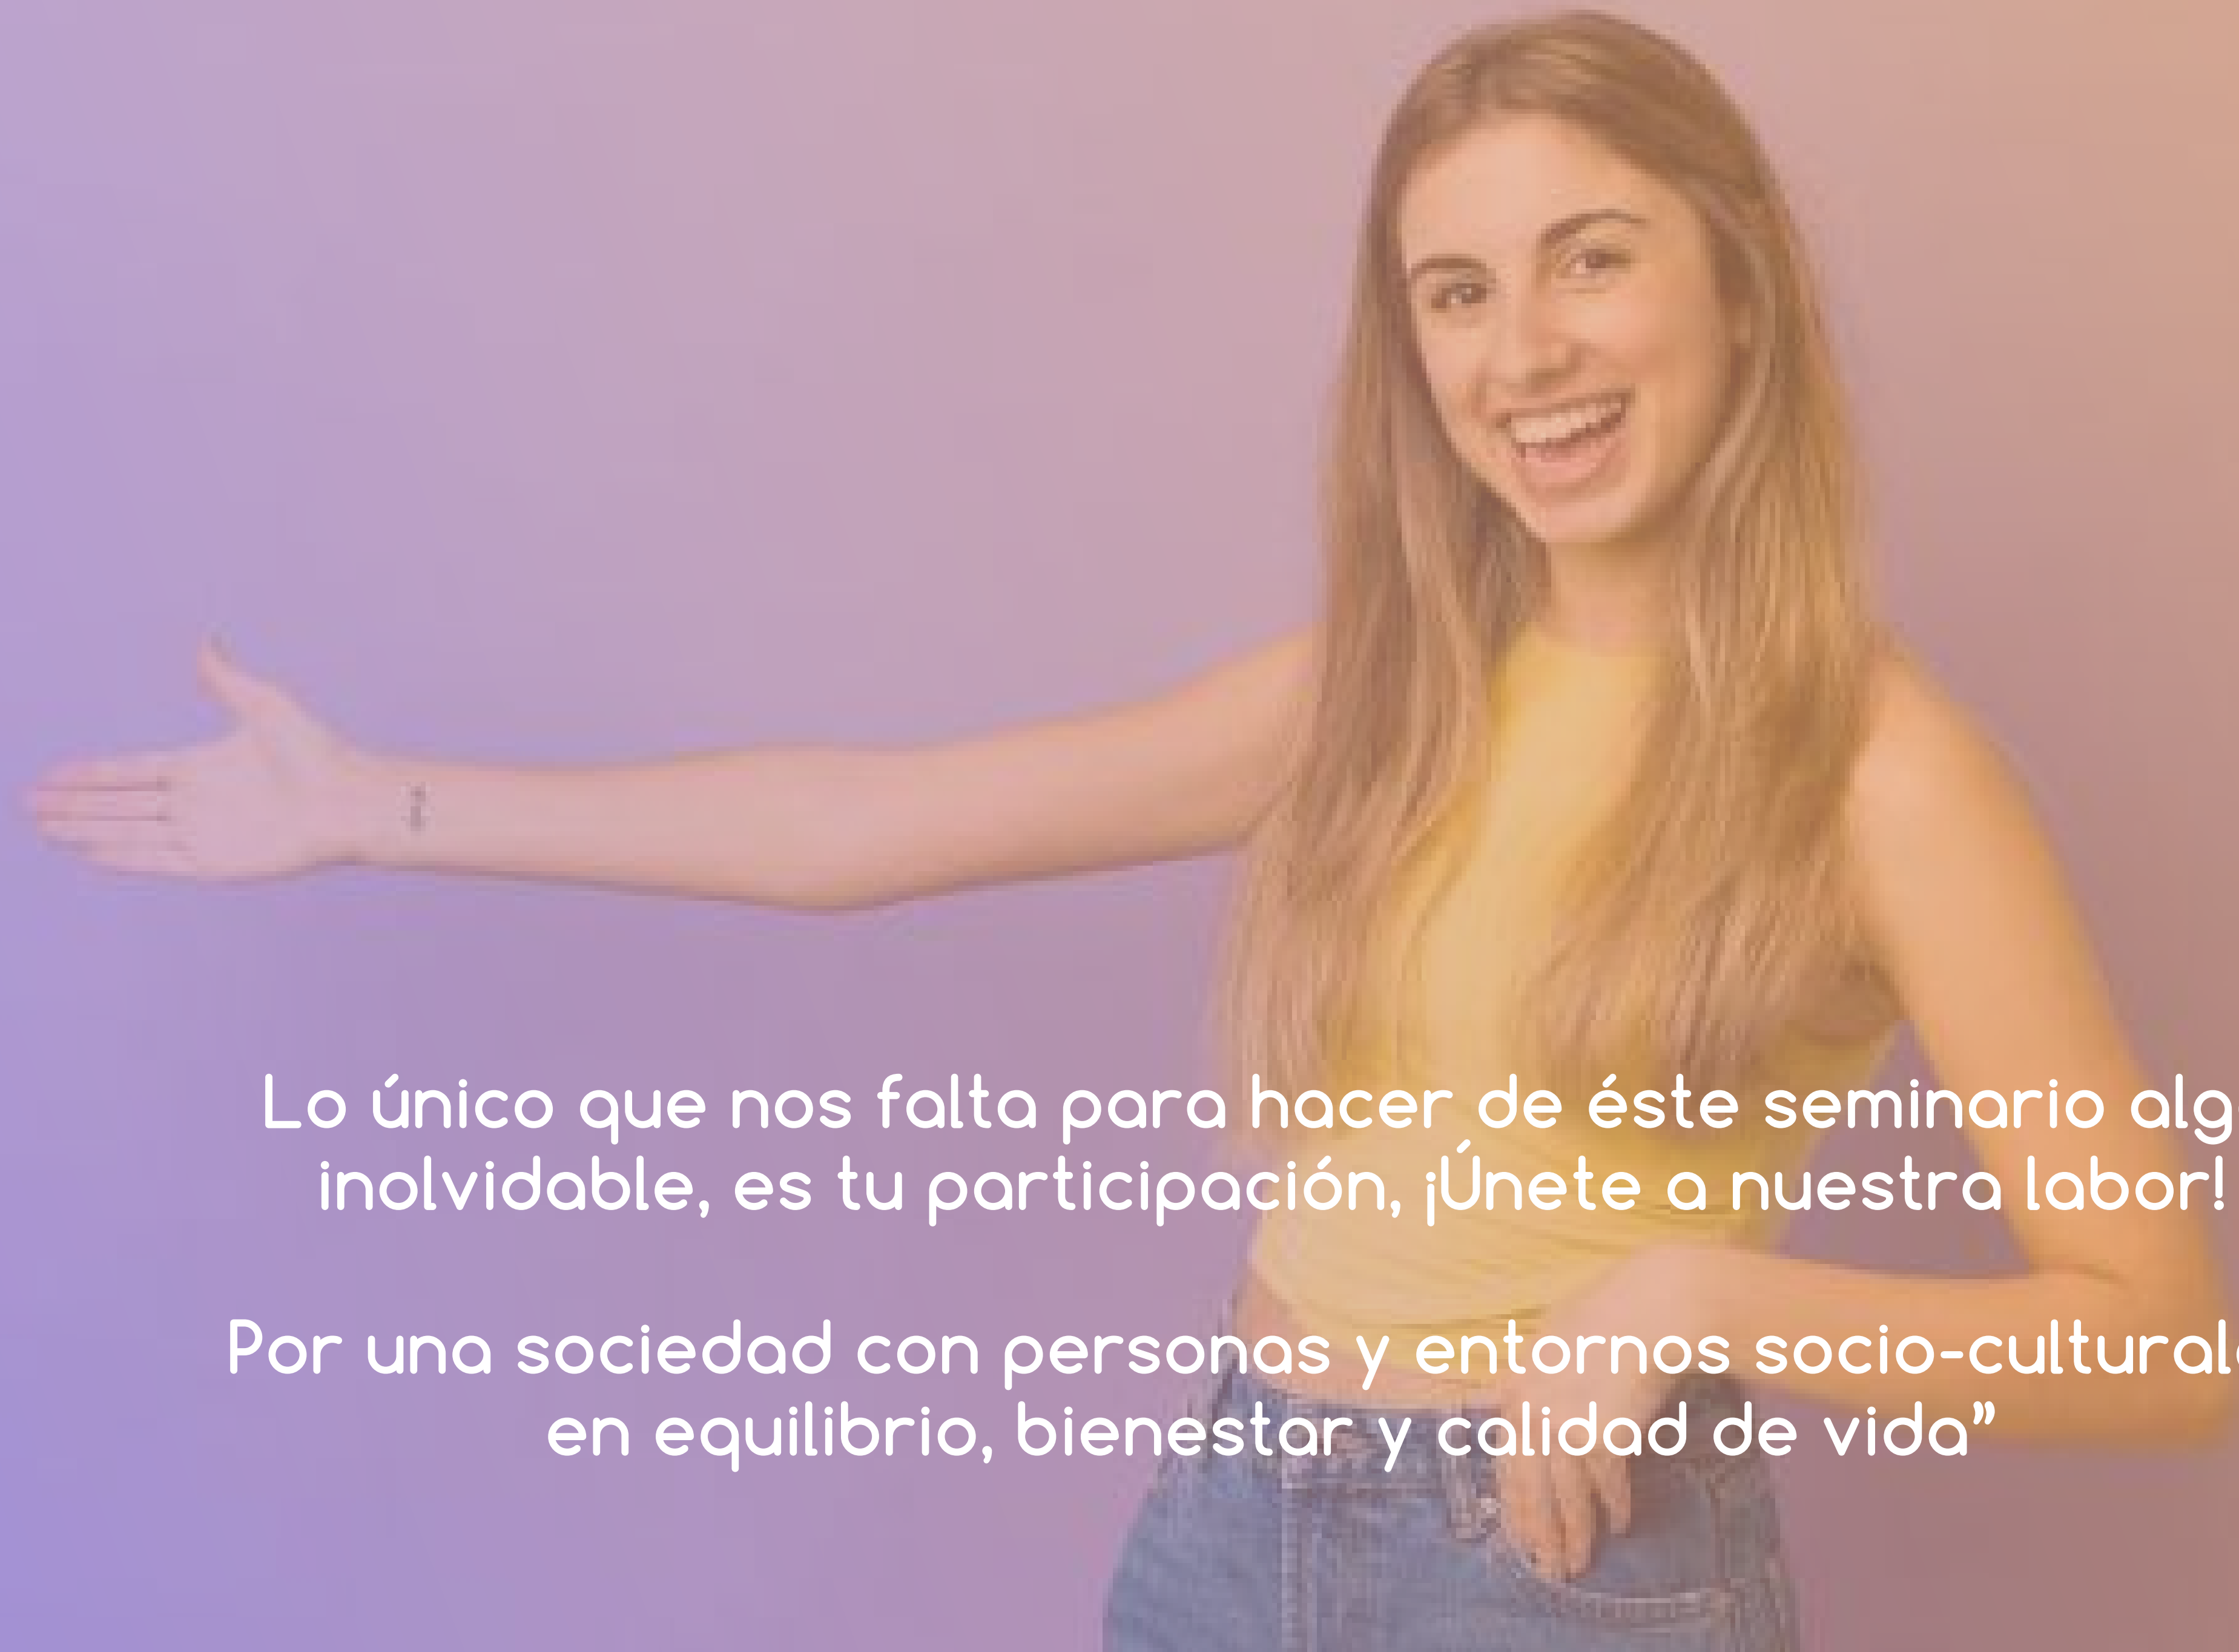 Lo único que nos falta para hacer de éste seminario alg
inolvidable, es tu participación, ¡Únete a nuestra labor!
Por una sociedad con personas y entornos socio-cultural
en equilibrio, bienestar y calidad de vida”